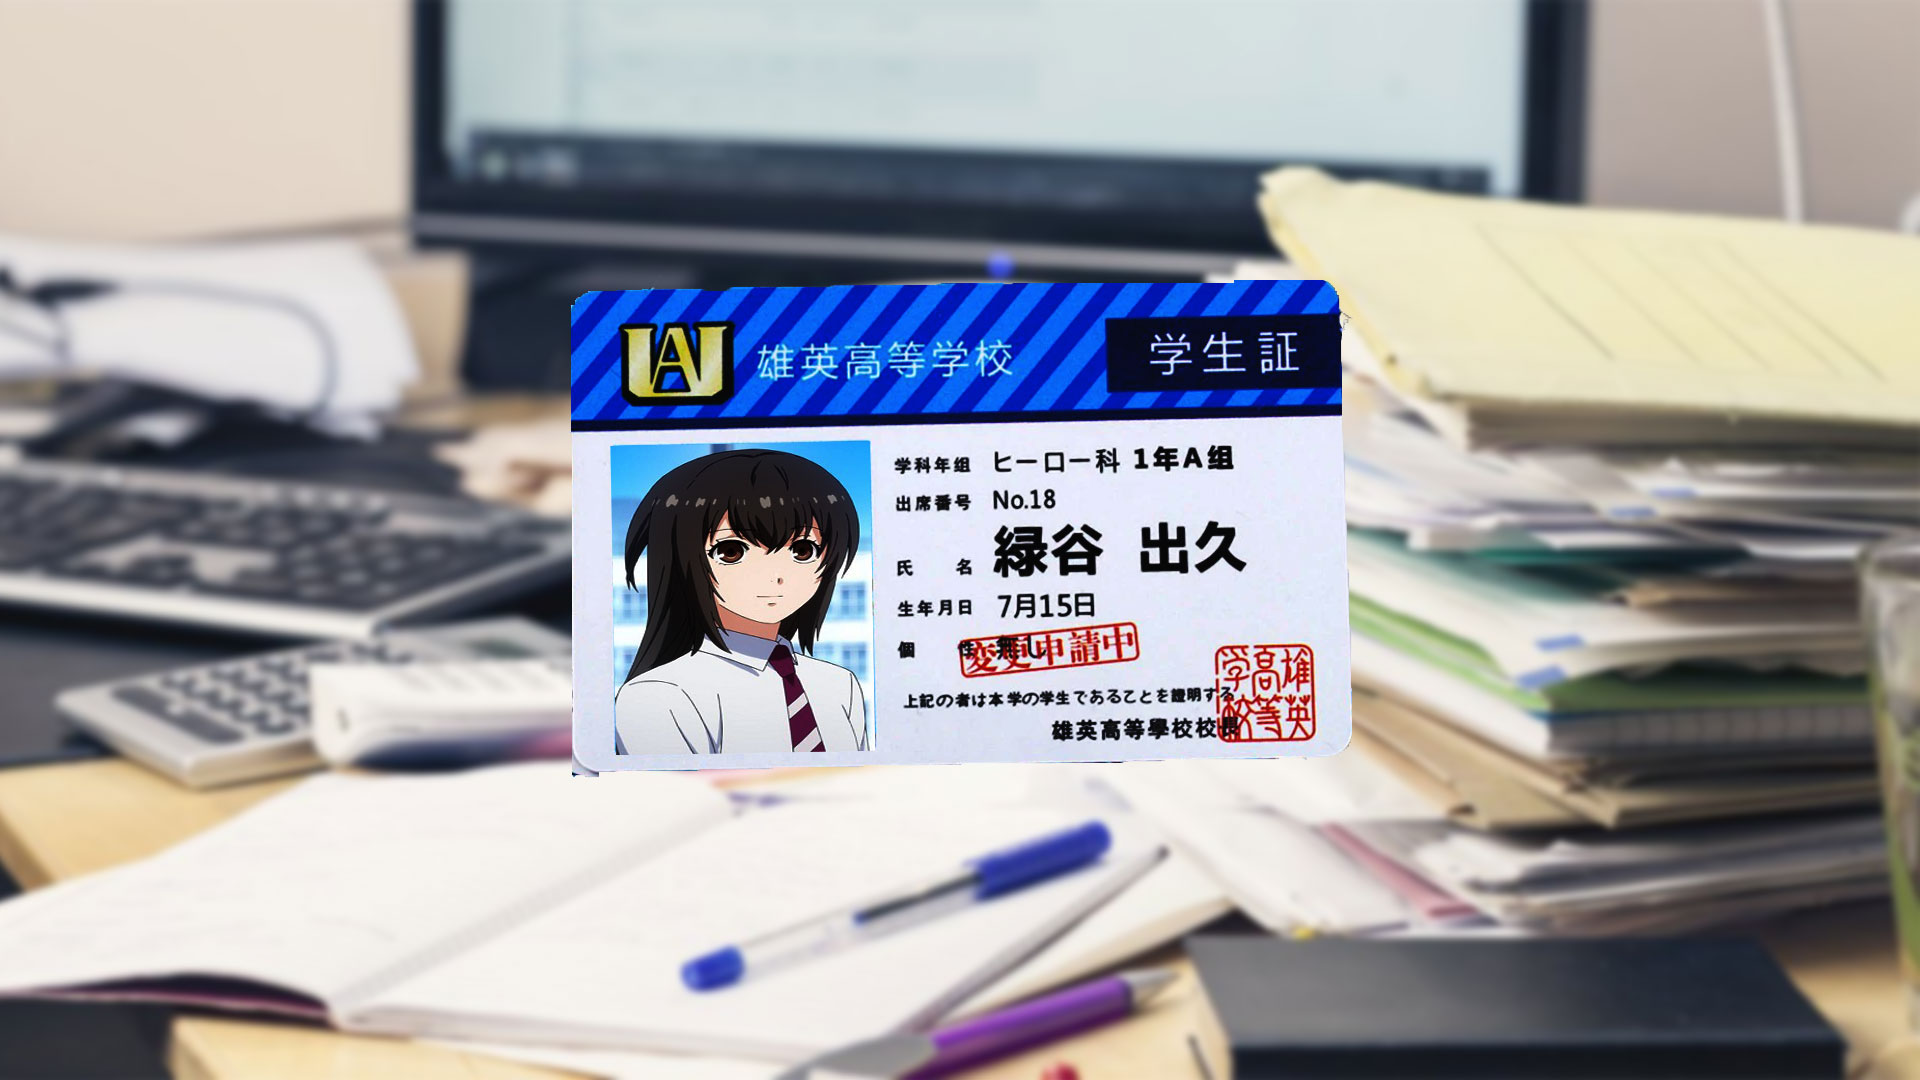 UA 雄英高等学校 学生証
学科年組 ヒーロー科 1年A組
出席番号 No.18
氏 名 緑谷 出久
生年月日 7月15日
個 性 無し
変更申請中
上記の者は本学の学生であることを證明する
雄英高等學校校長
雄英高等学校